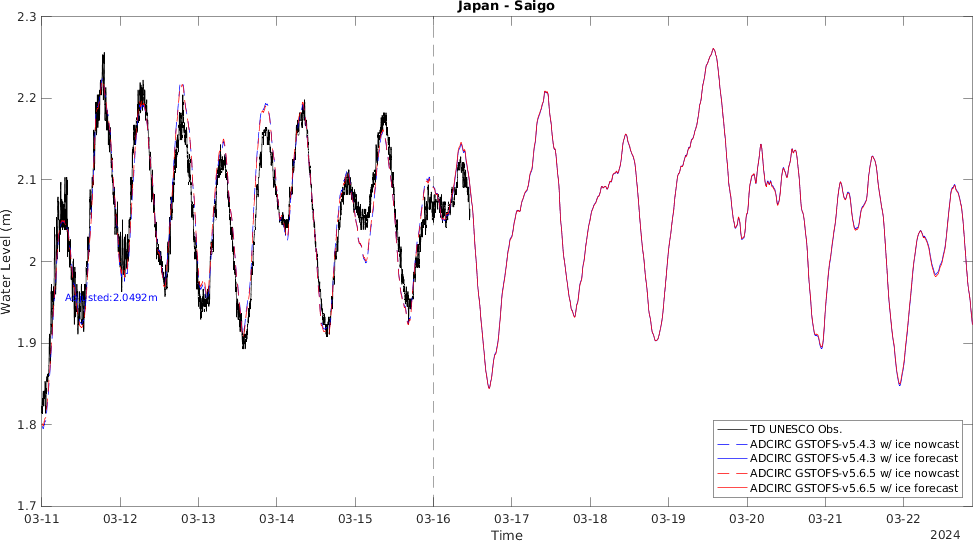 Japan - Saigo
2.3
2.2
2.1
2
1.9
1.8
1.7
Water Level (m)
Adjusted:2.0492m
TD UNESCO Obs.
ADCIRC GSTOFS-v5.4.3 w/ ice nowcast
ADCIRC GSTOFS-v5.4.3 w/ ice forecast
ADCIRC GSTOFS-v5.6.5 w/ ice nowcast
ADCIRC GSTOFS-v5.6.5 w/ ice forecast
03-11 03-12 03-13 03-14 03-15 03-16 03-17 03-18 03-19 03-20 03-21 03-22
Time
2024